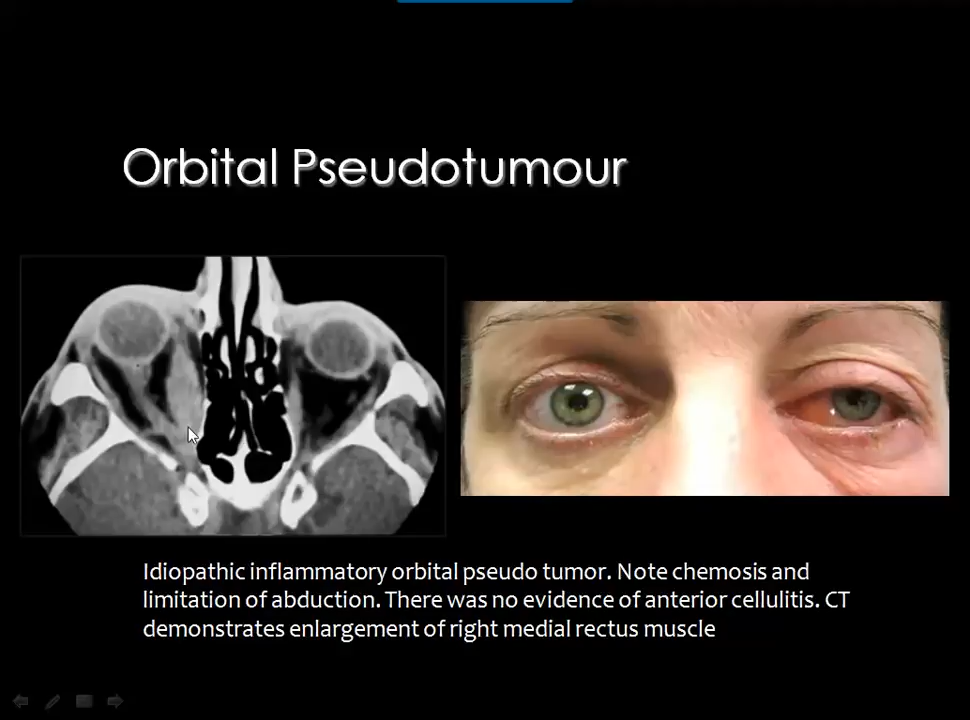 Orbital Pseudotumour
Idiopathic inflammatory orbital pseudo tumor. Note chemosis and
limitation of abduction. There was no evidence of anterior cellulitis. CT
demonstrates enlargement of right medial rectus muscle